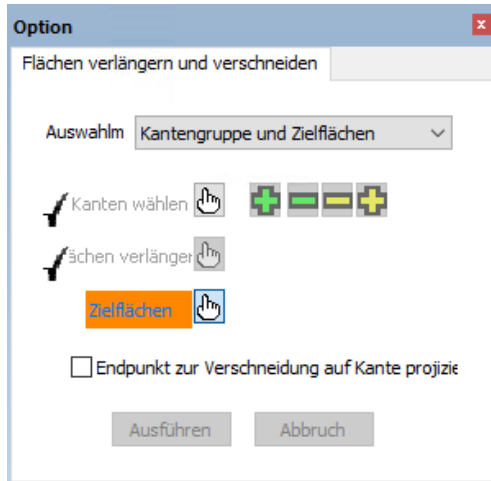 Option
Flächen verlängern und verschneiden
Auswahlm Kantengruppe und Zielflächen
Kanten wählen
ächen verlänger
Zielflächen
Endpunkt zur Verschneidung auf Kante projizie
Ausführen Abbruch